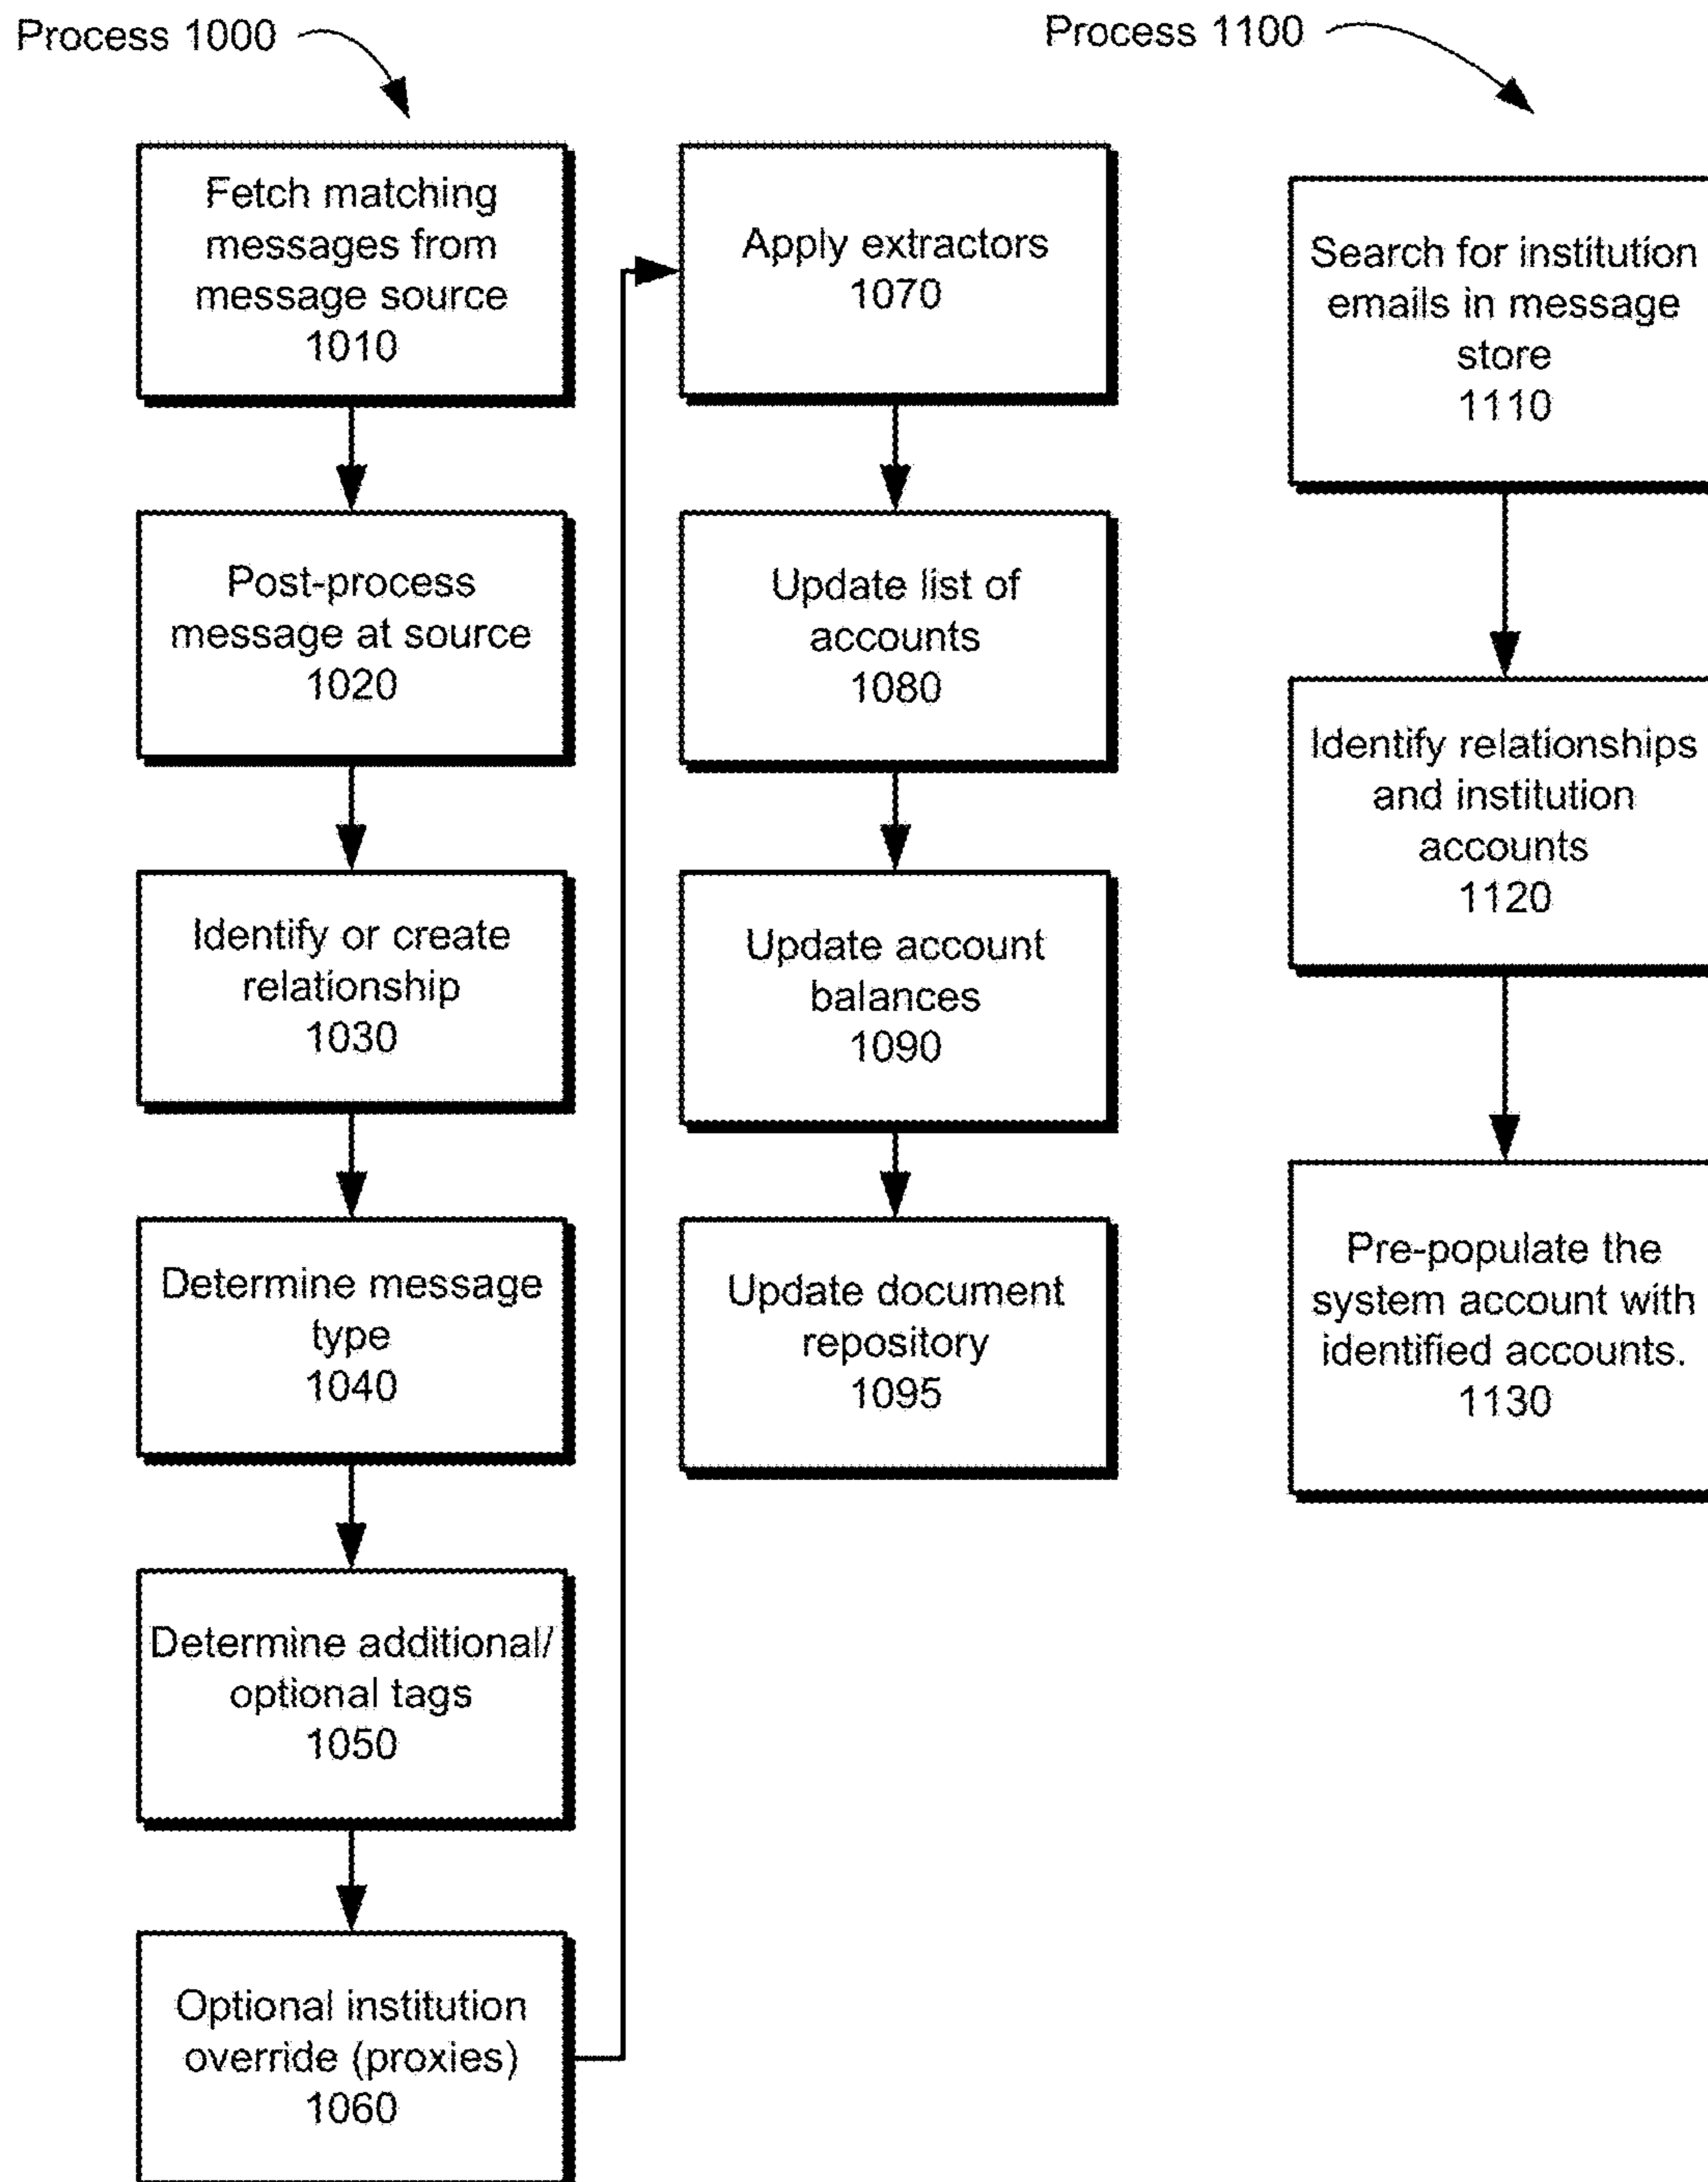 Process 1000
Fetch matching
messages from
message source
1010
Post-process
message at source
1020
Identify or create
relationship
1030
Determine message
type
1040
Determine additional/
optional tags
1050
Optional institution
override (proxies)
1060
Apply extractors
1070
Update list of
accounts
1080
Update account
balances
1090
Update document
repository
1095
Process 1100
Search for institution
emails in message
store
1110
Identify relationships
and institution
accounts
1120
Pre-populate the
system account with
identified accounts.
1130